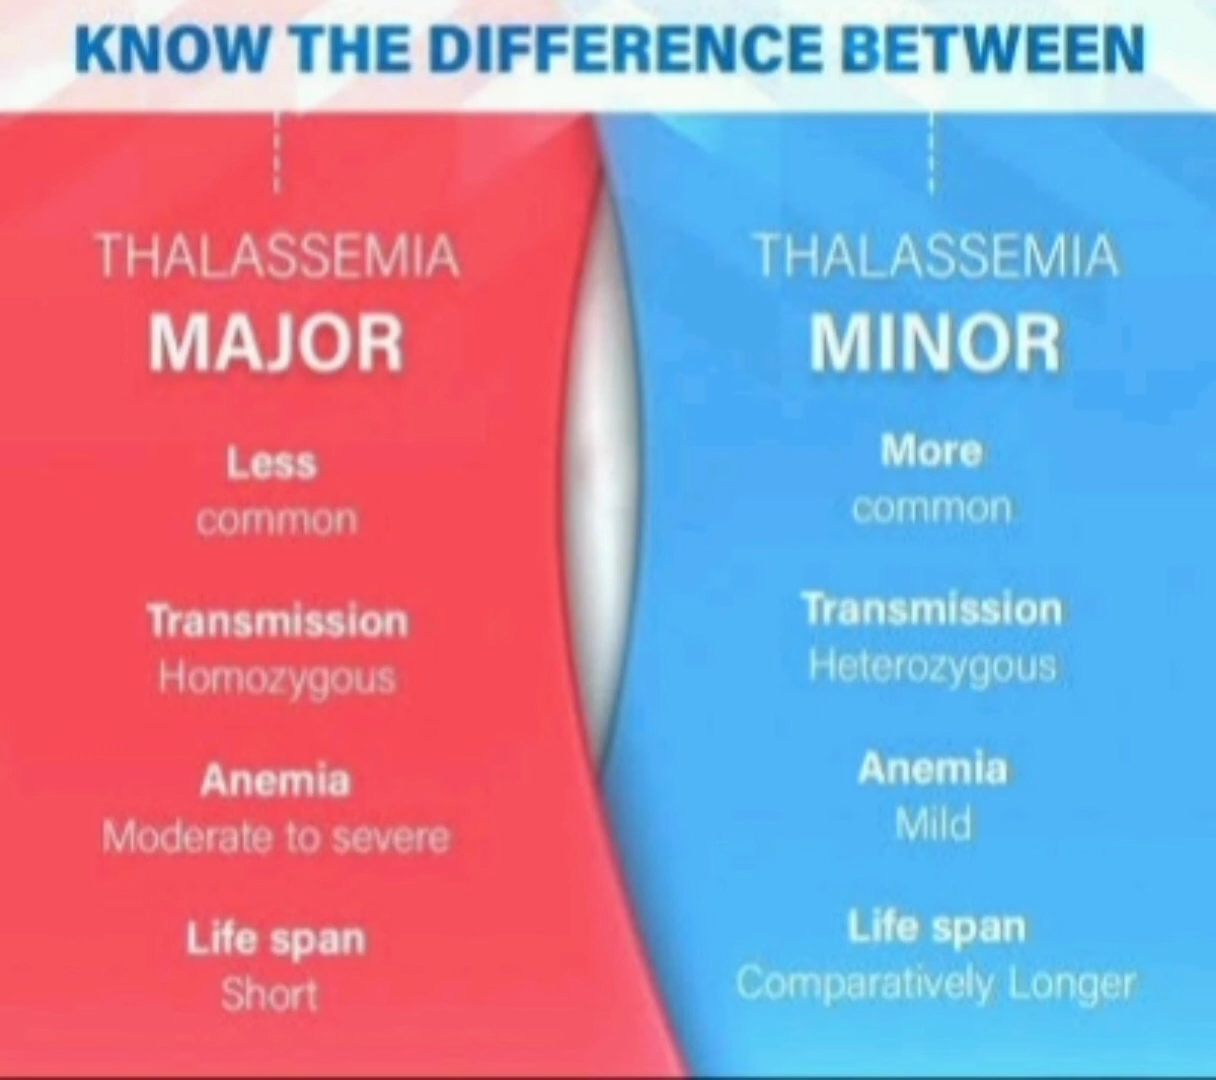 KNOW THE DIFFERENCE BETWEEN
THALASSEMIA
MAJOR
Less
common
Transmission
Homozygous
Anemia
Moderate to severe
Life span
Short
THALASSEMIA
MINOR
More
common
Transmission
Heterozygous
Anemia
Mild
Life span
Comparatively Longer